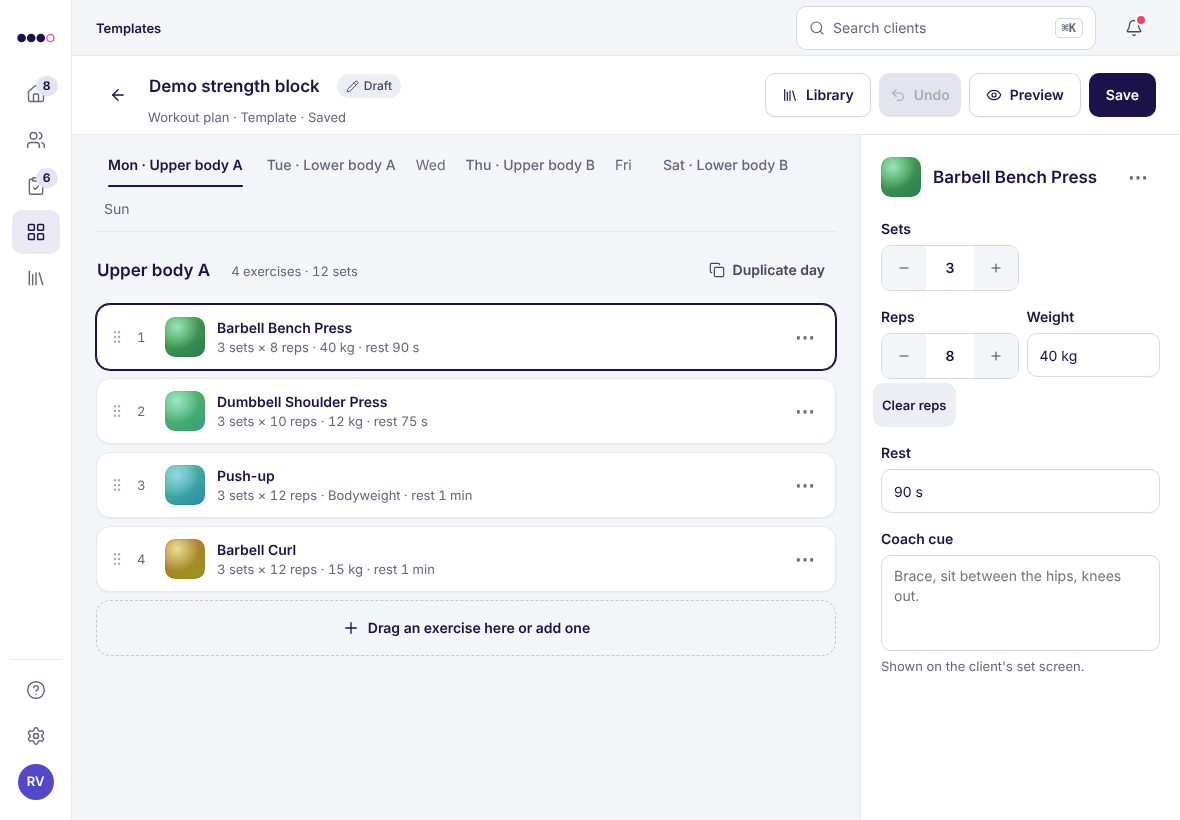 Templates
Search clients
⌘K
8
6
Demo strength block
Draft
Workout plan · Template · Saved
Library
Undo
Preview
Save
Mon · Upper body A
Tue · Lower body A
Wed
Thu · Upper body B
Fri
Sat · Lower body B
Sun
Upper body A
4 exercises · 12 sets
Duplicate day
1
Barbell Bench Press
3 sets × 8 reps · 40 kg · rest 90 s
2
Dumbbell Shoulder Press
3 sets × 10 reps · 12 kg · rest 75 s
3
Push-up
3 sets × 12 reps · Bodyweight · rest 1 min
4
Barbell Curl
3 sets × 12 reps · 15 kg · rest 1 min
Drag an exercise here or add one
Barbell Bench Press
Sets
3
Reps
Weight
8
40 kg
Clear reps
Rest
90 s
Coach cue
Brace, sit between the hips, knees
out.
Shown on the client's set screen.
RV